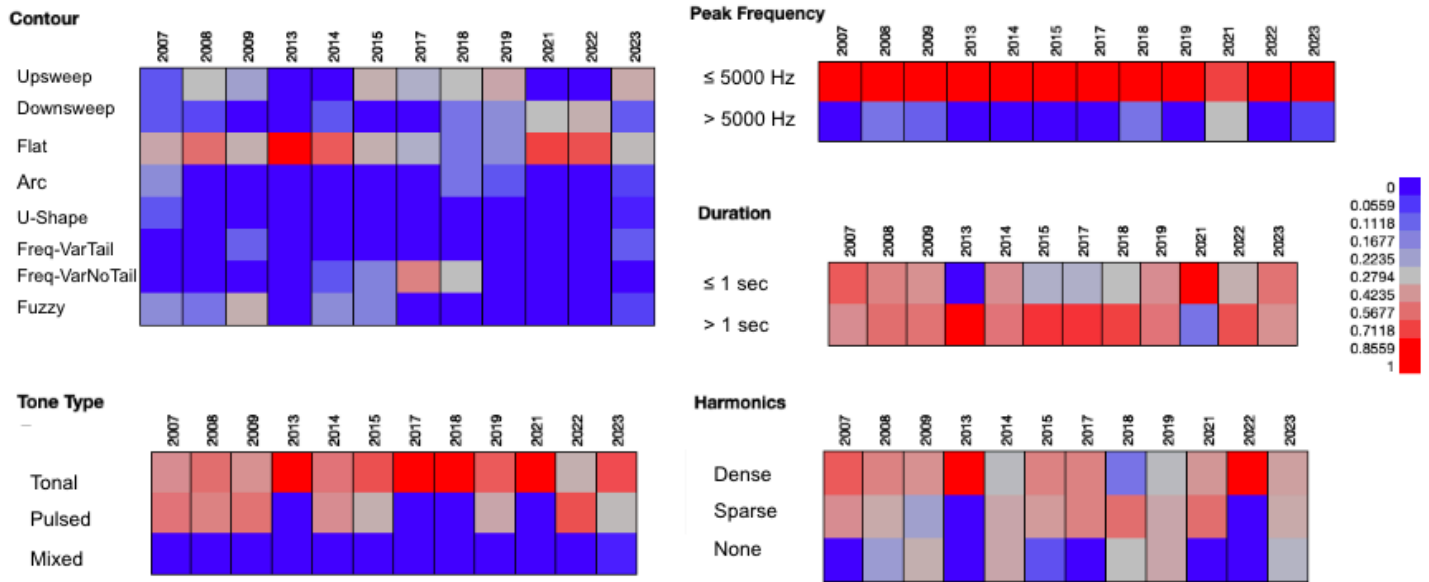 Contour
2007 2008 2009 2013 2014 2015 2017 2018 2019 2021 2022 2023
Upsweep
Downsweep
Flat
Arc
U-Shape
Freq-VarTail
Freq-VarNoTail
Fuzzy
Peak Frequency
2007 2008 2009 2013 2014 2015 2017 2018 2019 2021 2022 2023
≤ 5000 Hz
> 5000 Hz
Duration
2007 2008 2009 2013 2014 2015 2017 2018 2019 2021 2022 2023
≤ 1 sec
> 1 sec
0
0.0559
0.1118
0.1677
0.2235
0.2794
0.4235
0.5677
0.7118
0.8559
1
Tone Type
2007 2008 2009 2013 2014 2015 2017 2018 2019 2021 2022 2023
Tonal
Pulsed
Mixed
Harmonics
2007 2008 2009 2013 2014 2015 2017 2018 2019 2021 2022 2023
Dense
Sparse
None